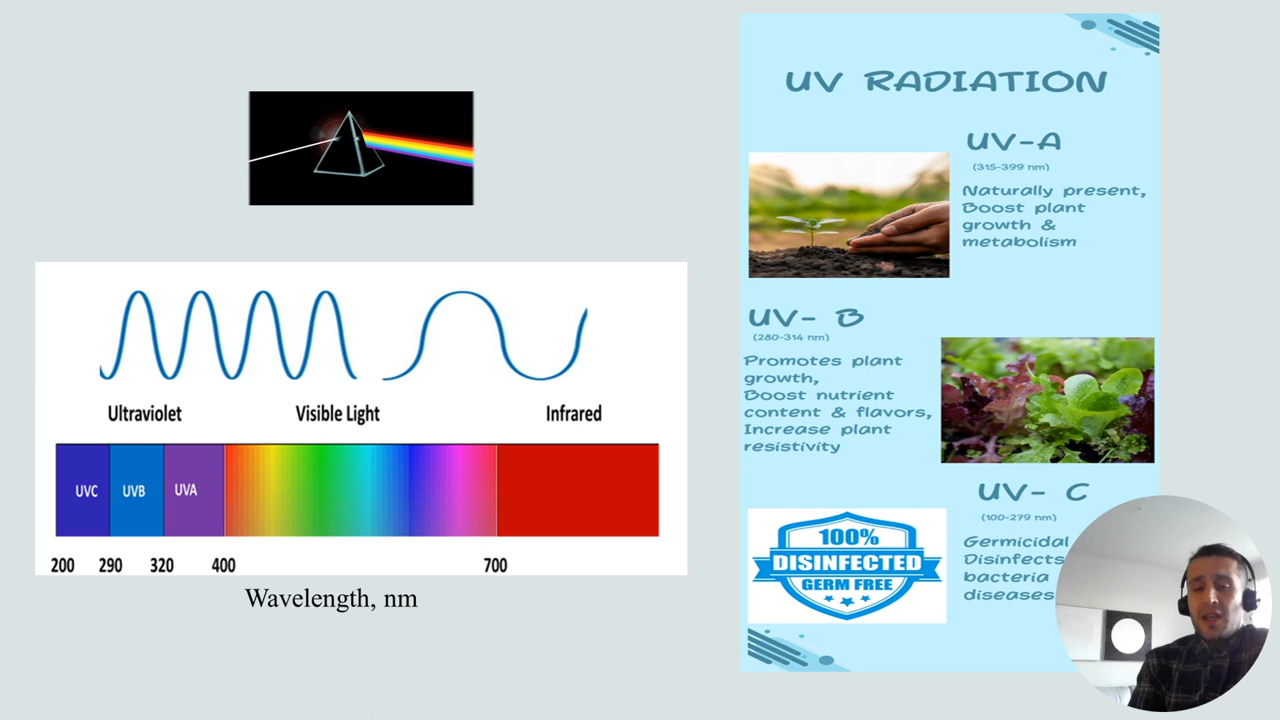 Ultraviolet Visible Light Infrared
UVC UVB UVA
200 290 320 400 700
Wavelength, nm
UV RADIATION
UV-A
(315-399 nm)
Naturally present,
Boost plant
growth &
metabolism
UV- B
(280-314 nm)
Promotes plant
growth,
Boost nutrient
content & flavors,
Increase plant
resistivity
UV- C
(100-279 nm)
Germicidal
Disinfects
bacteria
diseases
100%
DISINFECTED
GERM FREE